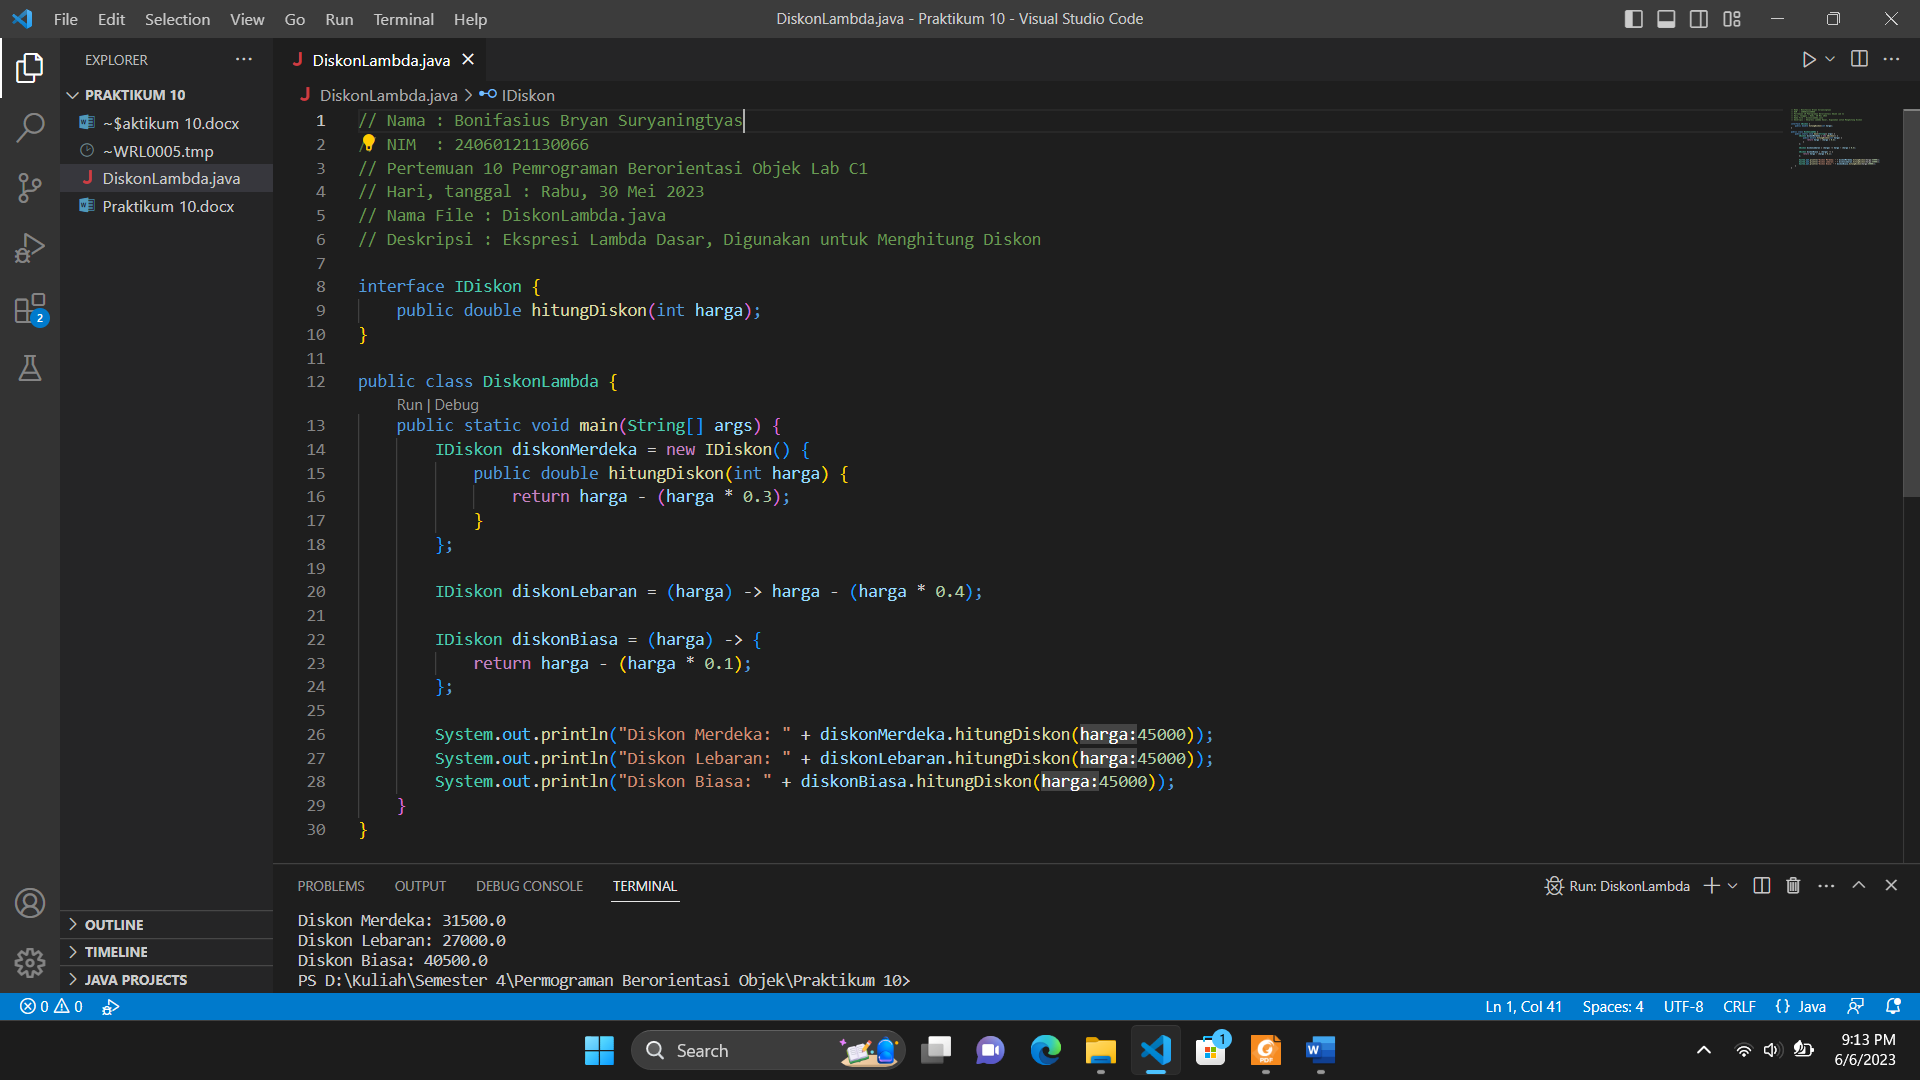 File Edit Selection View Go Run Terminal Help
DiskonLambda.java - Praktikum 10 - Visual Studio Code
EXPLORER
PRAKTIKUM 10
~$aktikum 10.docx
~WRL0005.tmp
DiskonLambda.java
Praktikum 10.docx
OUTLINE
TIMELINE
JAVA PROJECTS
2
DiskonLambda.java
DiskonLambda.java > IDiskon
1 // Nama : Bonifasius Bryan Suryaningtyas
2 / NIM  : 24060121130066
3 // Pertemuan 10 Pemrograman Berorientasi Objek Lab C1
4 // Hari, tanggal : Rabu, 30 Mei 2023
5 // Nama File : DiskonLambda.java
6 // Deskripsi : Ekspresi Lambda Dasar, Digunakan untuk Menghitung Diskon
7
8 interface IDiskon {
9     public double hitungDiskon(int harga);
10 }
11
12 public class DiskonLambda {
Run | Debug
13     public static void main(String[] args) {
14         IDiskon diskonMerdeka = new IDiskon() {
15             public double hitungDiskon(int harga) {
16                 return harga - (harga * 0.3);
17             }
18         };
19
20         IDiskon diskonLebaran = (harga) -> harga - (harga * 0.4);
21
22         IDiskon diskonBiasa = (harga) -> {
23             return harga - (harga * 0.1);
24         };
25
26         System.out.println("Diskon Merdeka: " + diskonMerdeka.hitungDiskon(harga:45000));
27         System.out.println("Diskon Lebaran: " + diskonLebaran.hitungDiskon(harga:45000));
28         System.out.println("Diskon Biasa: " + diskonBiasa.hitungDiskon(harga:45000));
29     }
30 }
PROBLEMS OUTPUT DEBUG CONSOLE TERMINAL
Run: DiskonLambda
Diskon Merdeka: 31500.0
Diskon Lebaran: 27000.0
Diskon Biasa: 40500.0
PS D:\Kuliah\Semester 4\Permograman Berorientasi Objek\Praktikum 10>
0 0
Ln 1, Col 41 Spaces: 4 UTF-8 CRLF {} Java
Search
1
PDF
W
9:13 PM
6/6/2023